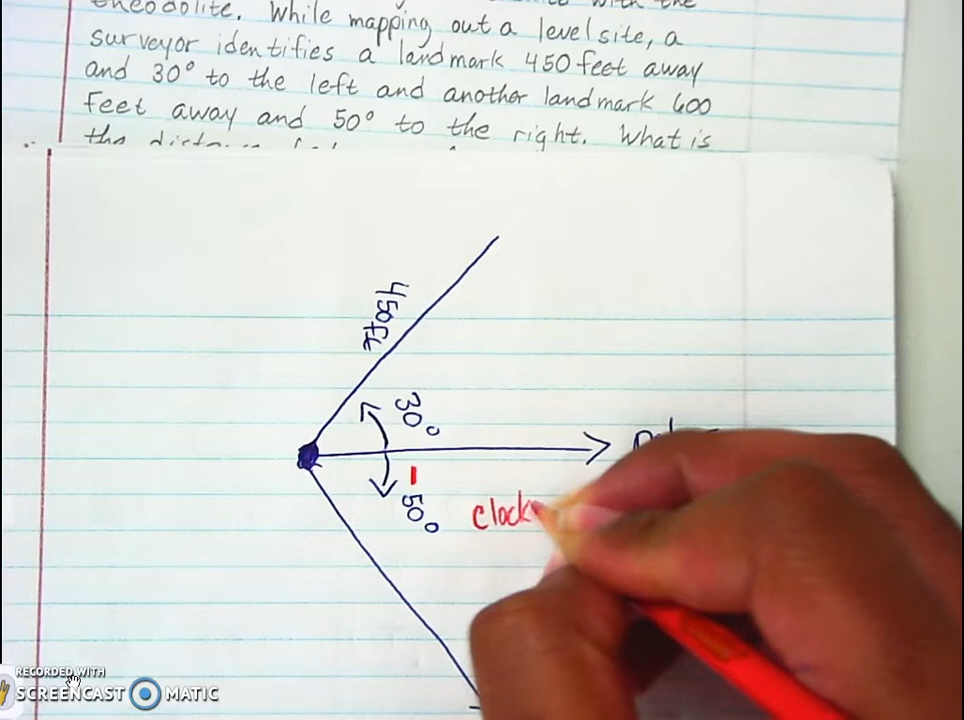 theodolite. While mapping out a level site, a
surveyor identifies a landmark 450 feet away
and 30° to the left and another landmark 600
feet away and 50° to the right. What is
the
450ft
30°
-50°
clock
RECORDED WITH
SCREENCAST MATIC